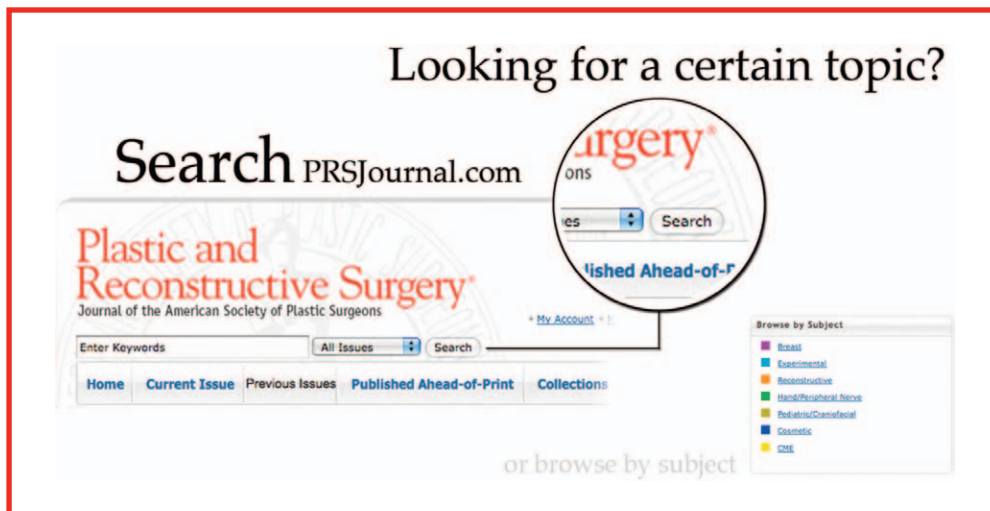 Looking for a certain topic?
Search PRSJournal.com
urgery®
ons
es Search
lished Ahead-of-P
Plastic and
Reconstructive Surgery®
Journal of the American Society of Plastic Surgeons
+ My Account +
Enter Keywords All Issues Search
Home Current Issue Previous Issues Published Ahead-of-Print Collections
Browse by Subject
Breast
Experimental
Reconstructive
Hand/Peripheral Nerve
Pediatric/Craniofacial
Cosmetic
CME
or browse by subject